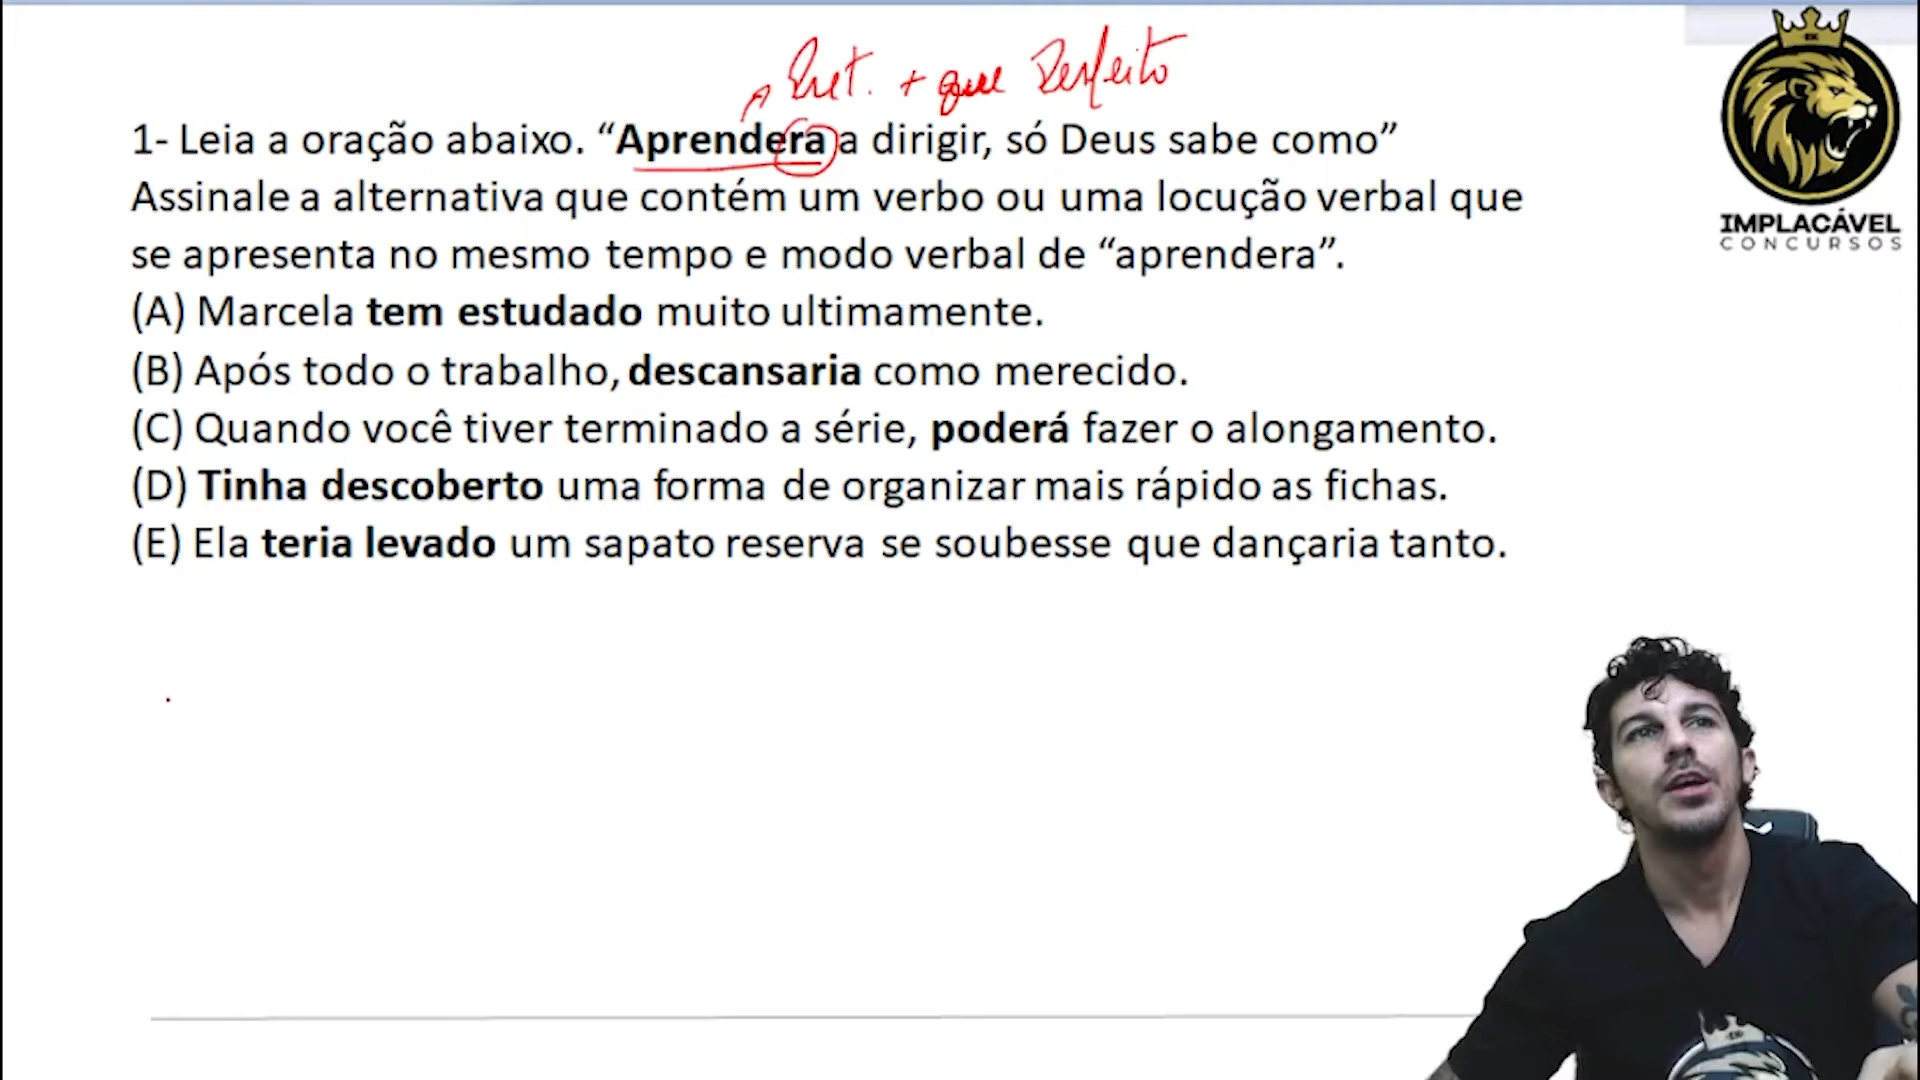 Pret. + que Perfeito
1- Leia a oração abaixo. “Aprendera a dirigir, só Deus sabe como”
Assinale a alternativa que contém um verbo ou uma locução verbal que
se apresenta no mesmo tempo e modo verbal de “aprendera”.
(A) Marcela tem estudado muito ultimamente.
(B) Após todo o trabalho, descansaria como merecido.
(C) Quando você tiver terminado a série, poderá fazer o alongamento.
(D) Tinha descoberto uma forma de organizar mais rápido as fichas.
(E) Ela teria levado um sapato reserva se soubesse que dançaria tanto.
IMPLACÁVEL
CONCURSOS